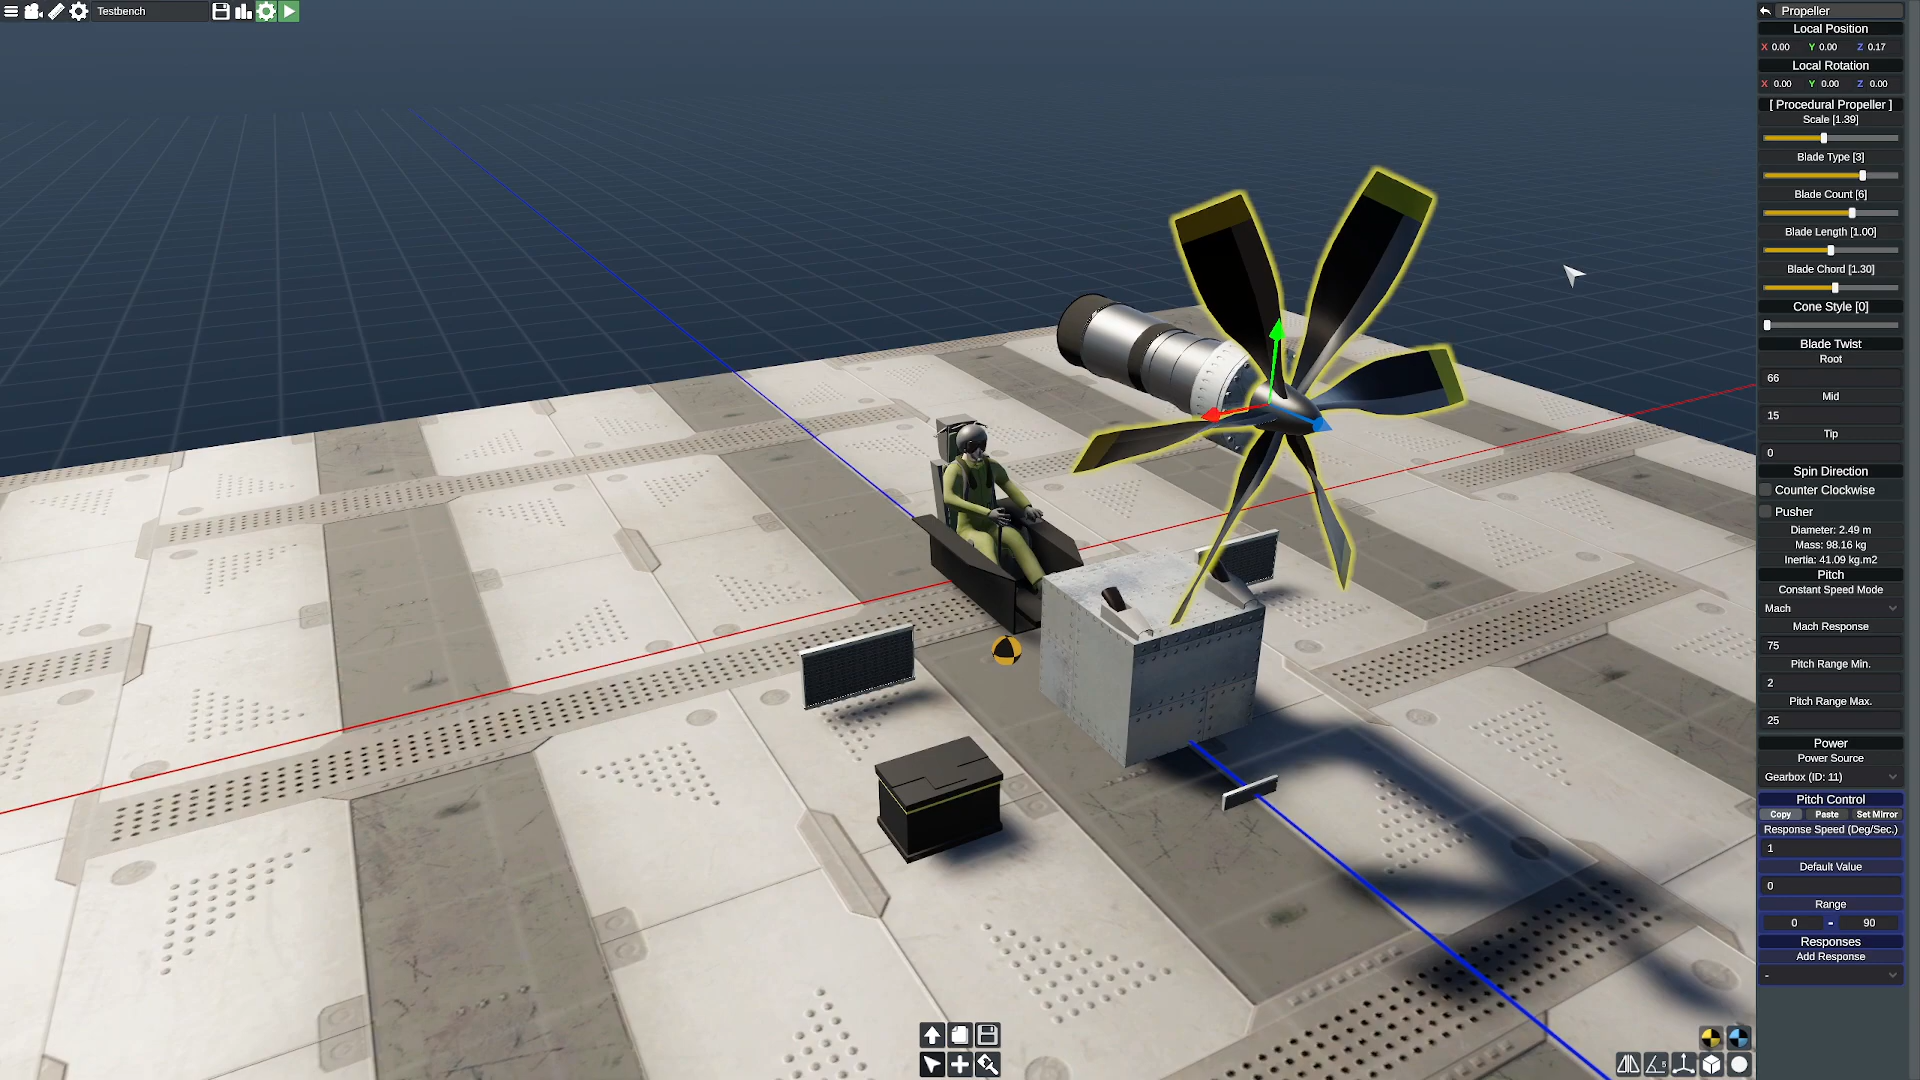 Testbench
Propeller
Local Position
X 0.00 Y 0.00 Z 0.17
Local Rotation
X 0.00 Y 0.00 Z 0.00
[ Procedural Propeller ]
Scale [1.39]
Blade Type [3]
Blade Count [6]
Blade Length [1.00]
Blade Chord [1.30]
Cone Style [0]
Blade Twist
Root
66
Mid
15
Tip
0
Spin Direction
Counter Clockwise
Pusher
Diameter: 2.49 m
Mass: 98.16 kg
Inertia: 41.09 kg.m2
Pitch
Constant Speed Mode
Mach
Mach Response
75
Pitch Range Min.
2
Pitch Range Max.
25
Power
Power Source
Gearbox (ID: 11)
Pitch Control
Copy Paste Set Mirror
Response Speed (Deg/Sec.)
1
Default Value
0
Range
0 - 90
Responses
Add Response
-